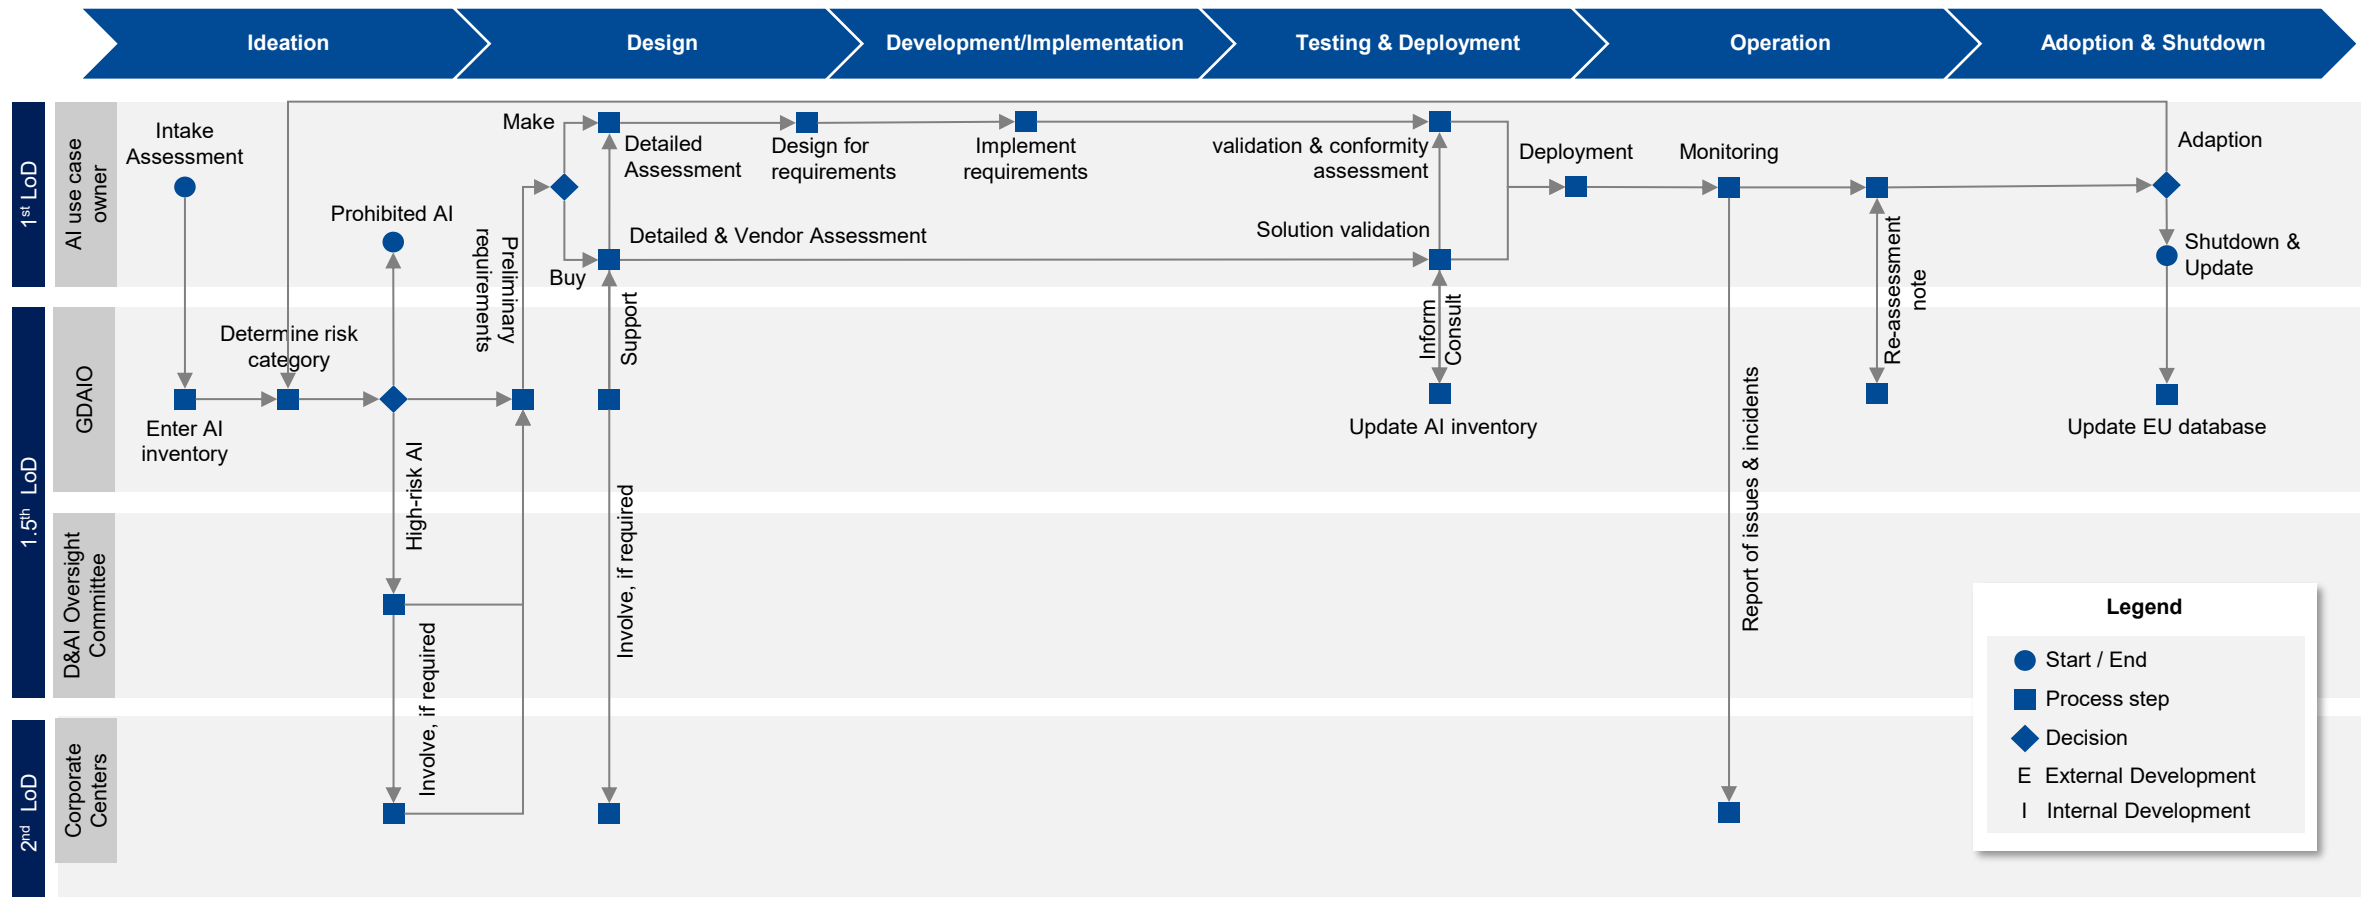 Ideation
Design
Development/Implementation
Testing & Deployment
Operation
Adoption & Shutdown
1st LoD
AI use case
owner
Intake
Assessment
Prohibited AI
Preliminary
requirements
Make
Buy
Detailed
Assessment
Design for
requirements
Implement
requirements
validation & conformity
assessment
Detailed & Vendor Assessment
Solution validation
Deployment
Monitoring
Adaption
Shutdown &
Update
1.5th LoD
GDAIO
Determine risk
category
Enter AI
inventory
High-risk AI
Support
Involve, if required
Inform
Consult
Update AI inventory
Report of issues & incidents
Re-assessment
note
Update EU database
D&AI Oversight
Committee
Involve, if required
2nd LoD
Corporate
Centers
Legend
Start / End
Process step
Decision
E External Development
I Internal Development